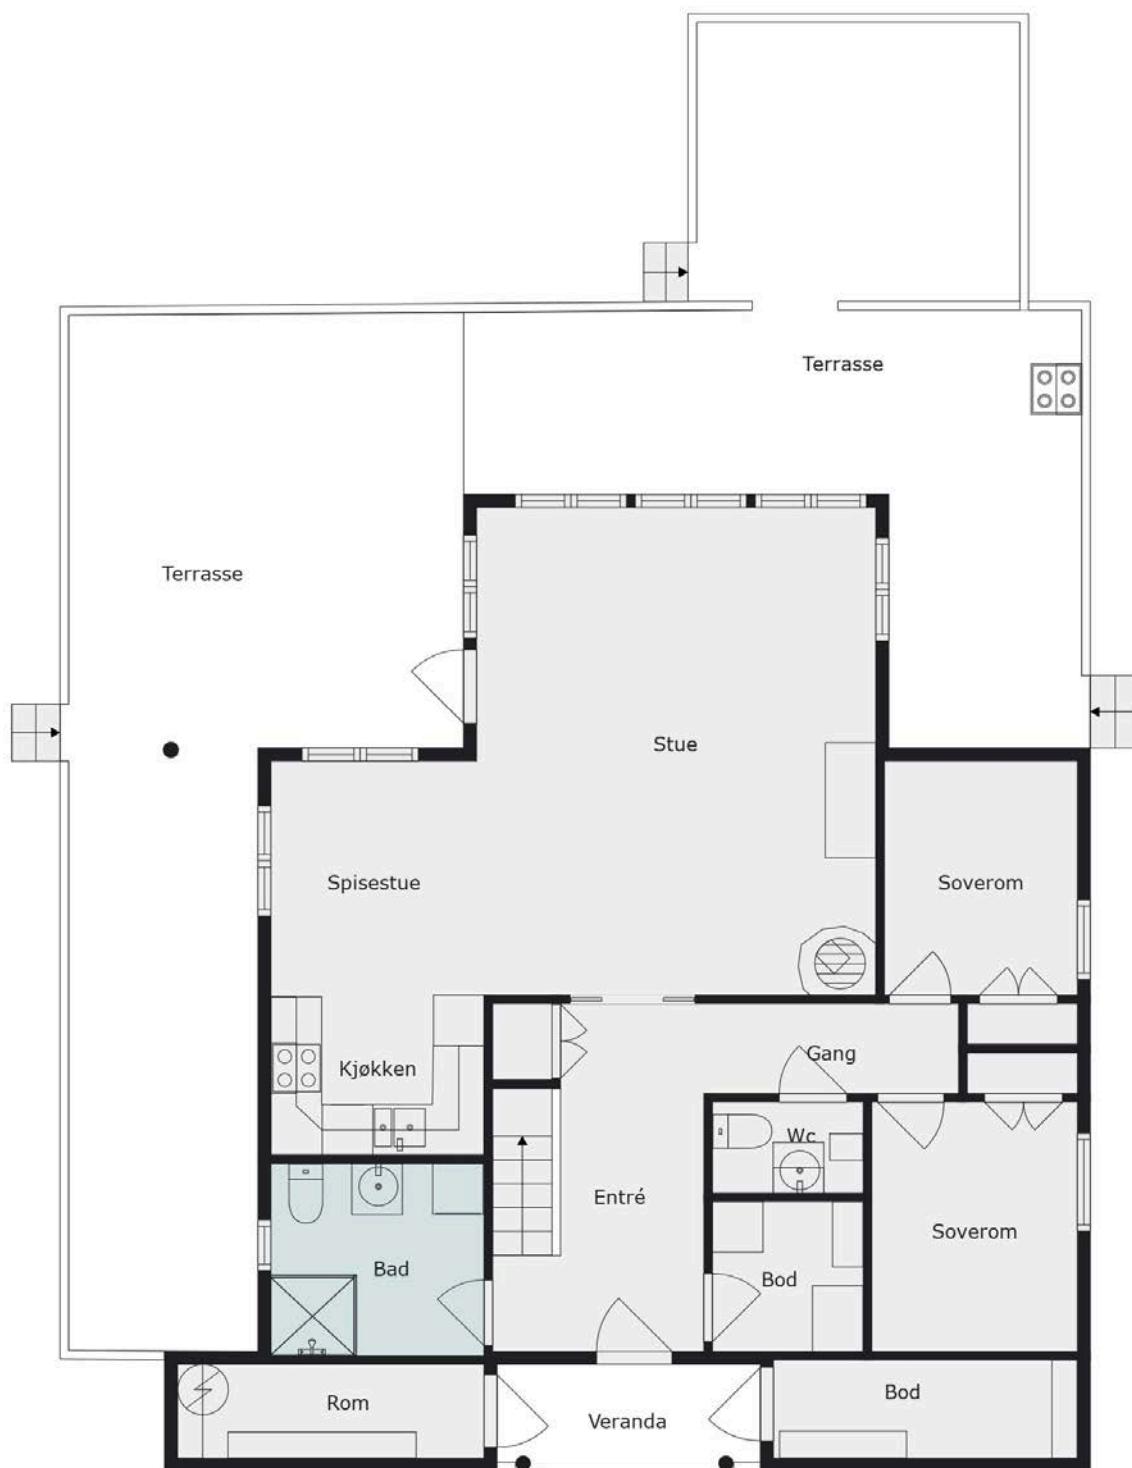 Terrasse
Terrasse
Stue
Spisestue
Soverom
Gang
Kjøkken
Wc
Entré
Soverom
Bad
Bod
Bod
Rom
Veranda